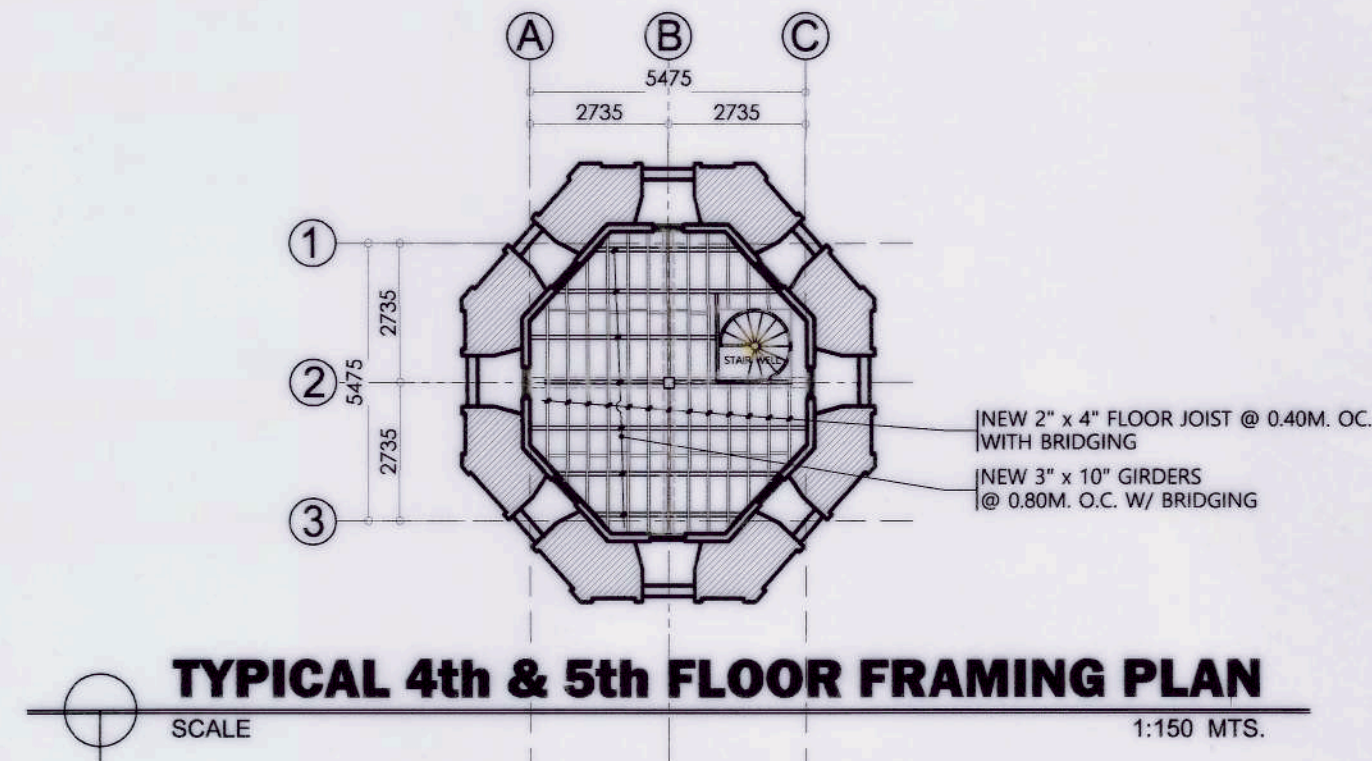 A B C
5475
2735 2735
1
2735
2
5475
2735
3
STAIR WELL
NEW 2" x 4" FLOOR JOIST @ 0.40M. OC.
WITH BRIDGING
NEW 3" x 10" GIRDERS
@ 0.80M. O.C. W/ BRIDGING
TYPICAL 4th & 5th FLOOR FRAMING PLAN
SCALE 1:150 MTS.